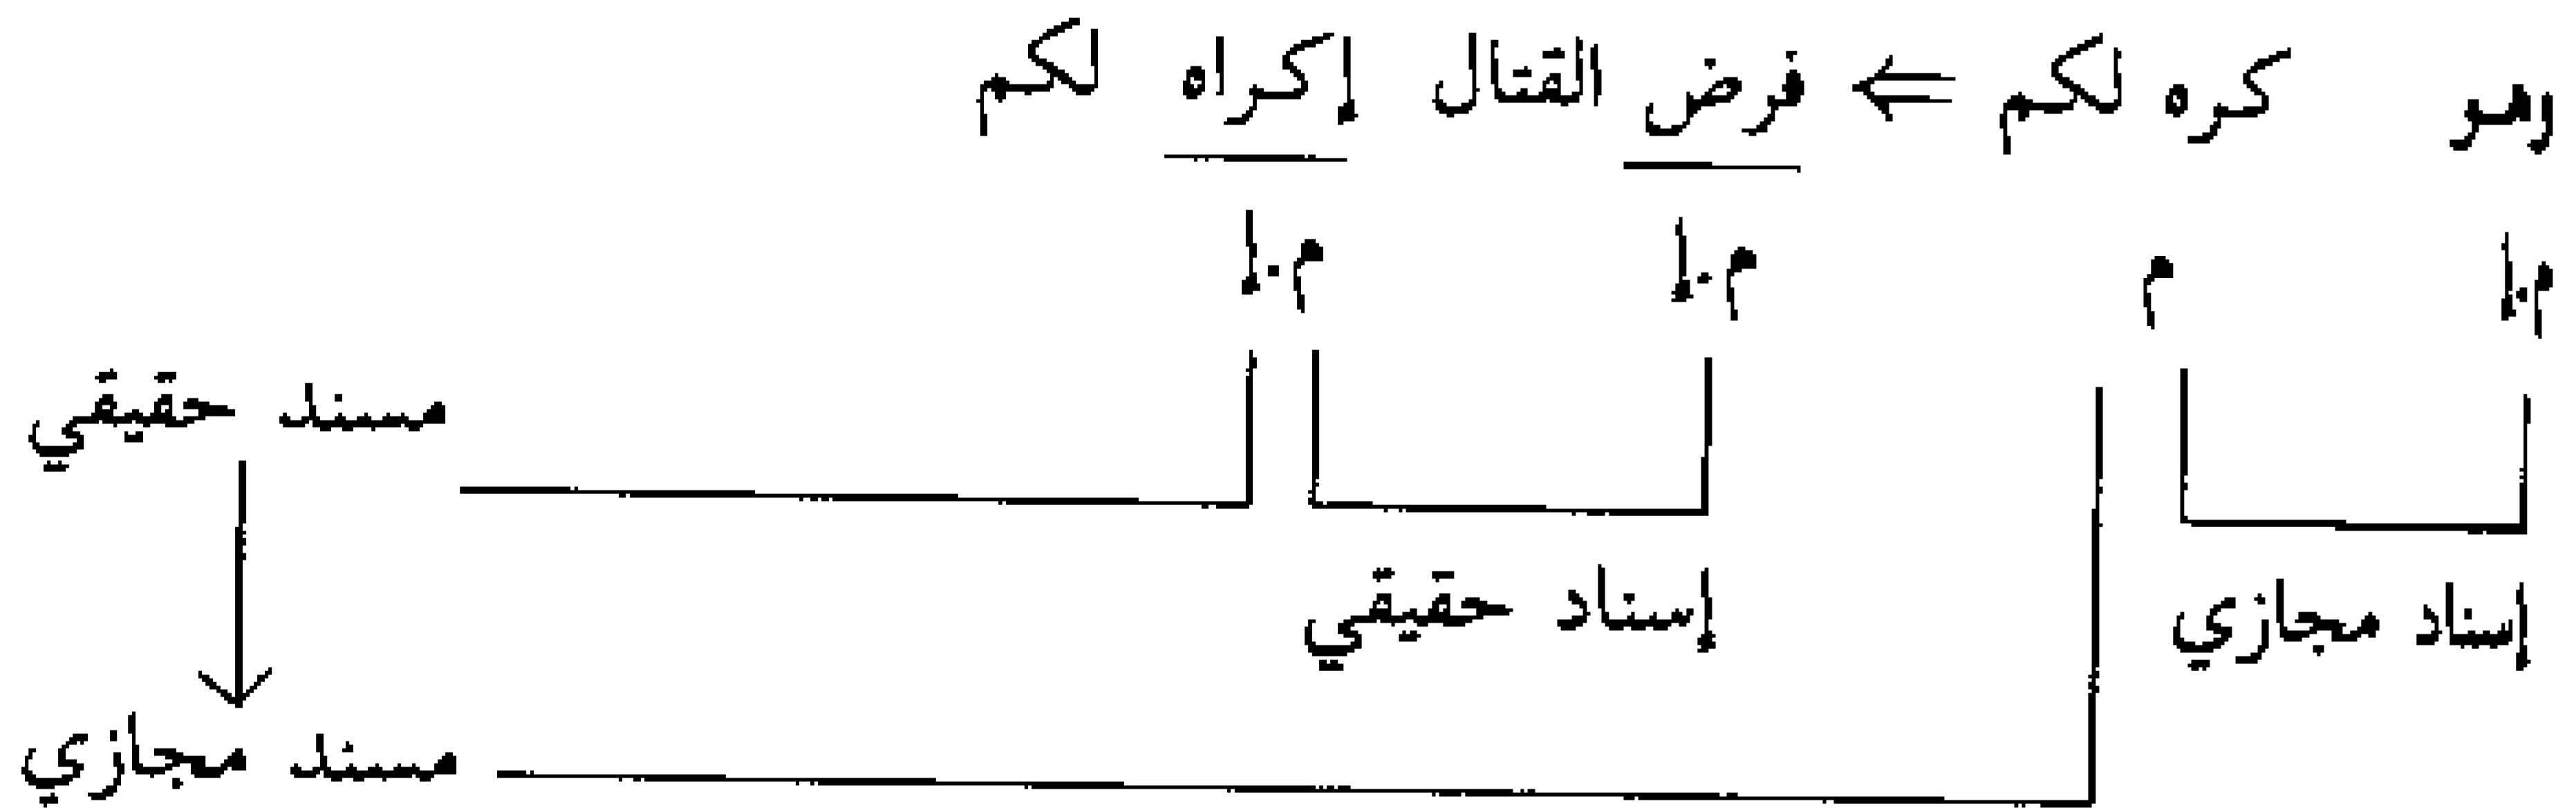 وهو كره لكم ⇐ فرض القتال إكراه لكم
م.إ م م.إ م.إ
مسند حقيقي
إسناد مجازي إسناد حقيقي
مسند مجازي